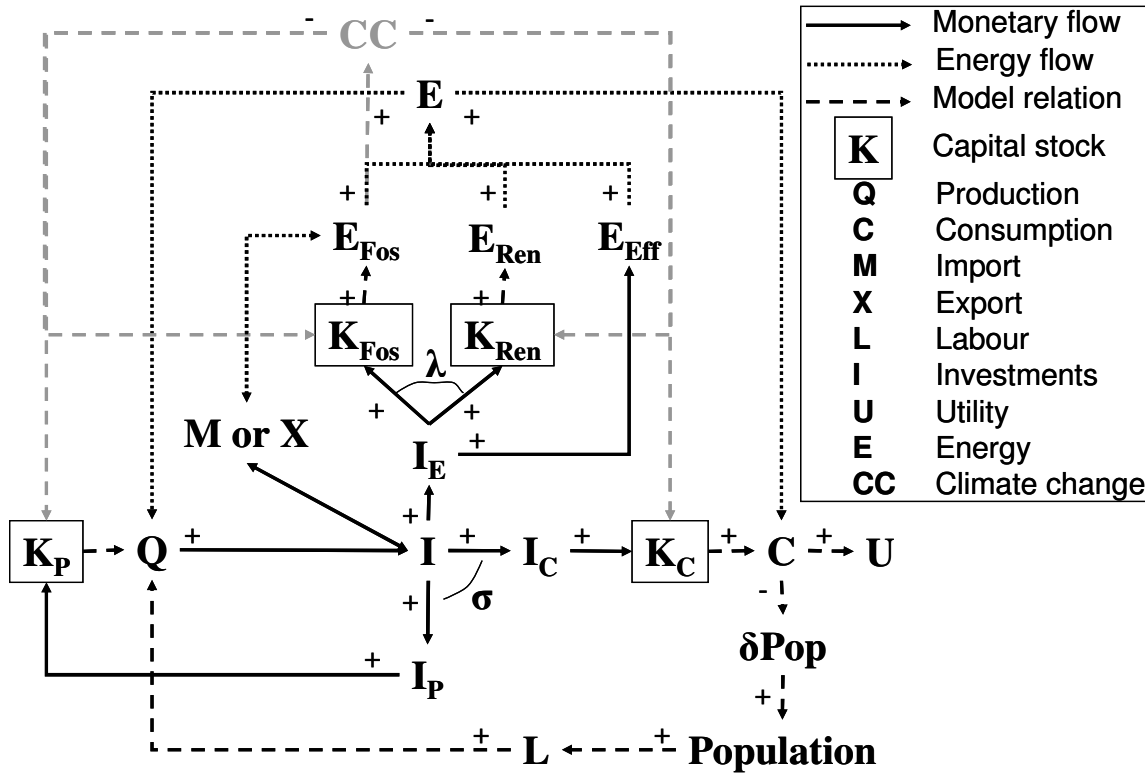 - CC -
E
+ +
+ + +
E_Fos E_Ren E_Eff
+ +
K_Fos K_Ren
λ
+ +
M or X
I_E +
+
K_P Q + I + I_C + K_C + C + U
+ σ -
δPop
+ I_P
+
+ L + Population
Monetary flow
Energy flow
Model relation
K Capital stock
Q Production
C Consumption
M Import
X Export
L Labour
I Investments
U Utility
E Energy
CC Climate change